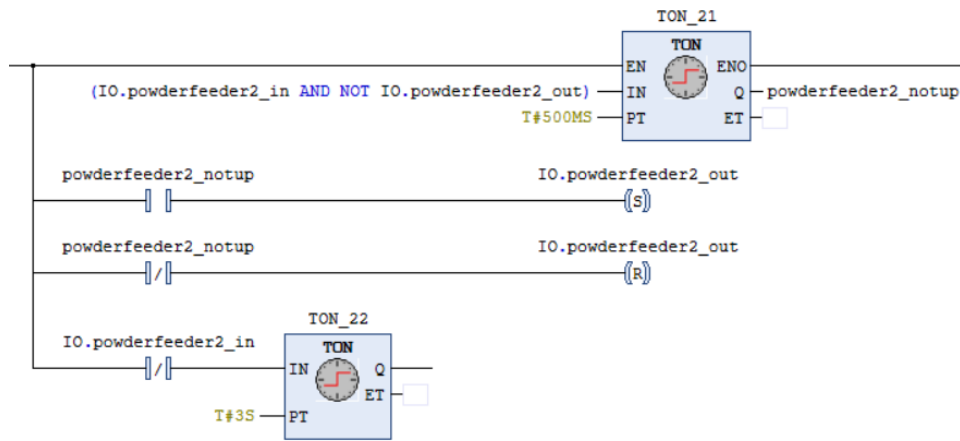 TON_21
TON
EN ENO
(IO.powderfeeder2_in AND NOT IO.powderfeeder2_out) IN Q powderfeeder2_notup
T#500MS PT ET
powderfeeder2_notup IO.powderfeeder2_out
S
powderfeeder2_notup IO.powderfeeder2_out
/ R
TON_22
IO.powderfeeder2_in TON
/ IN Q
ET
T#3S PT